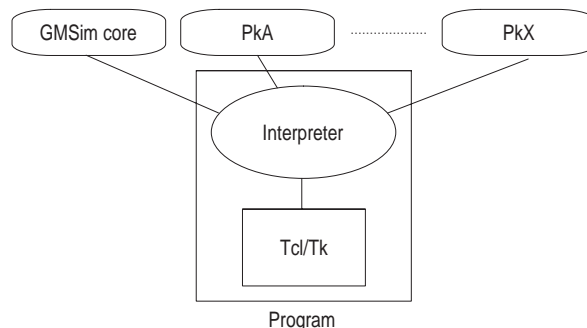 GMSim core
PkA
PkX
Interpreter
Tcl/Tk
Program